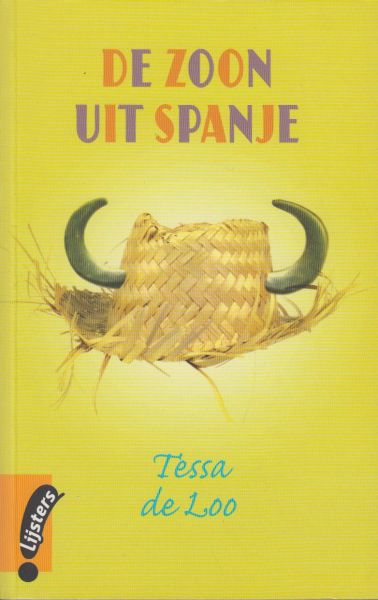 DE ZOON
UIT SPANJE
Tessa
de Loo
Lijsters